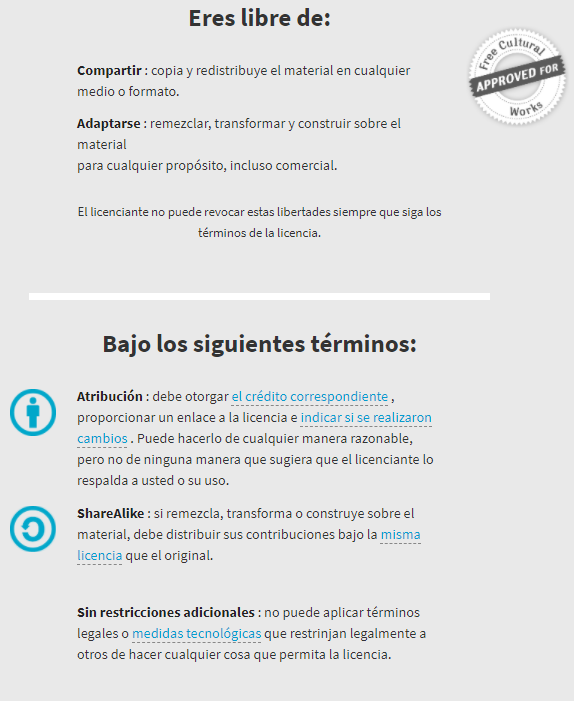 Eres libre de:
Free Cultural
APPROVED FOR
Works
Compartir : copia y redistribuye el material en cualquier
medio o formato.
Adaptarse : remezclar, transformar y construir sobre el
material
para cualquier propósito, incluso comercial.
El licenciante no puede revocar estas libertades siempre que siga los
términos de la licencia.
Bajo los siguientes términos:
Atribución : debe otorgar el crédito correspondiente ,
proporcionar un enlace a la licencia e indicar si se realizaron
cambios . Puede hacerlo de cualquier manera razonable,
pero no de ninguna manera que sugiera que el licenciante lo
respalda a usted o su uso.
ShareAlike : si remezcla, transforma o construye sobre el
material, debe distribuir sus contribuciones bajo la misma
licencia que el original.
Sin restricciones adicionales : no puede aplicar términos
legales o medidas tecnológicas que restrinjan legalmente a
otros de hacer cualquier cosa que permita la licencia.